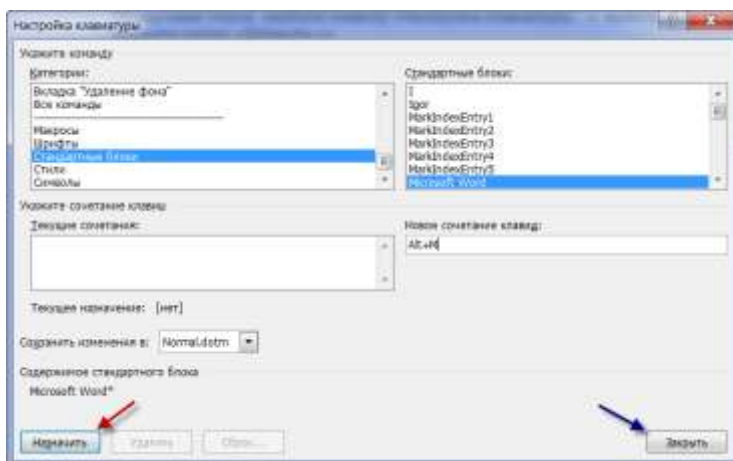 Настройка клавиатуры
Укажите команду
Категории:
Вкладка "Удаление фона"
Все команды
Макросы
Шрифты
Стандартные блоки
Стили
Символы
Стандартные блоки:
I
Igor
MarkIndexEntry1
MarkIndexEntry2
MarkIndexEntry3
MarkIndexEntry4
MarkIndexEntry5
Microsoft Word
Укажите сочетание клавиш
Текущие сочетания:
Новое сочетание клавиш:
Alt+M
Текущее назначение: [нет]
Сохранить изменения в: Normal.dotm
Содержимое стандартного блока
Microsoft Word"
Назначить
Удалить
Сброс...
Закрыть